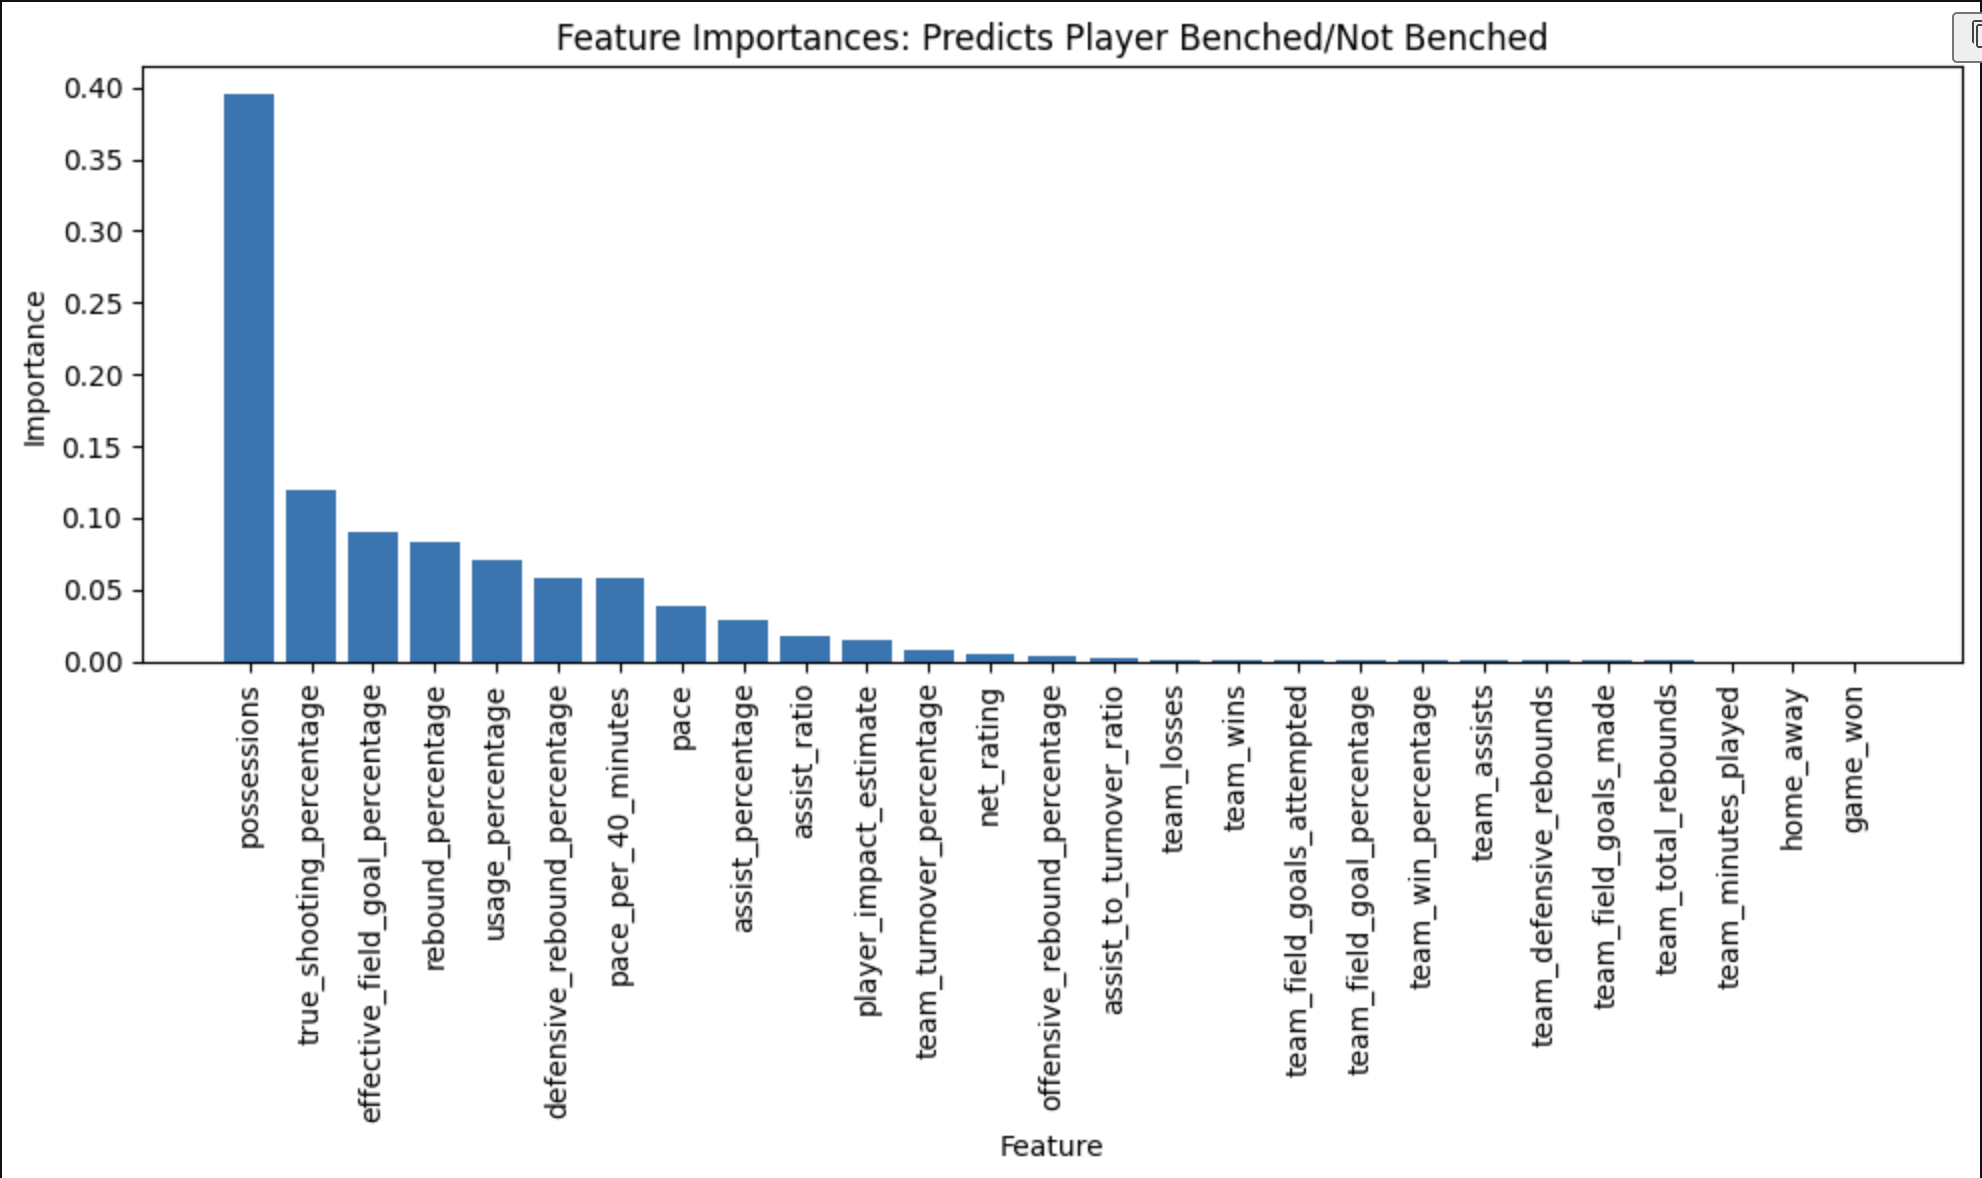 Feature Importances: Predicts Player Benched/Not Benched
Importance
0.40
0.35
0.30
0.25
0.20
0.15
0.10
0.05
0.00
possessions
true_shooting_percentage
effective_field_goal_percentage
rebound_percentage
usage_percentage
defensive_rebound_percentage
pace_per_40_minutes
pace
assist_percentage
assist_ratio
player_impact_estimate
team_turnover_percentage
net_rating
offensive_rebound_percentage
assist_to_turnover_ratio
team_losses
team_wins
team_field_goals_attempted
team_field_goal_percentage
team_win_percentage
team_assists
team_defensive_rebounds
team_field_goals_made
team_total_rebounds
team_minutes_played
home_away
game_won
Feature